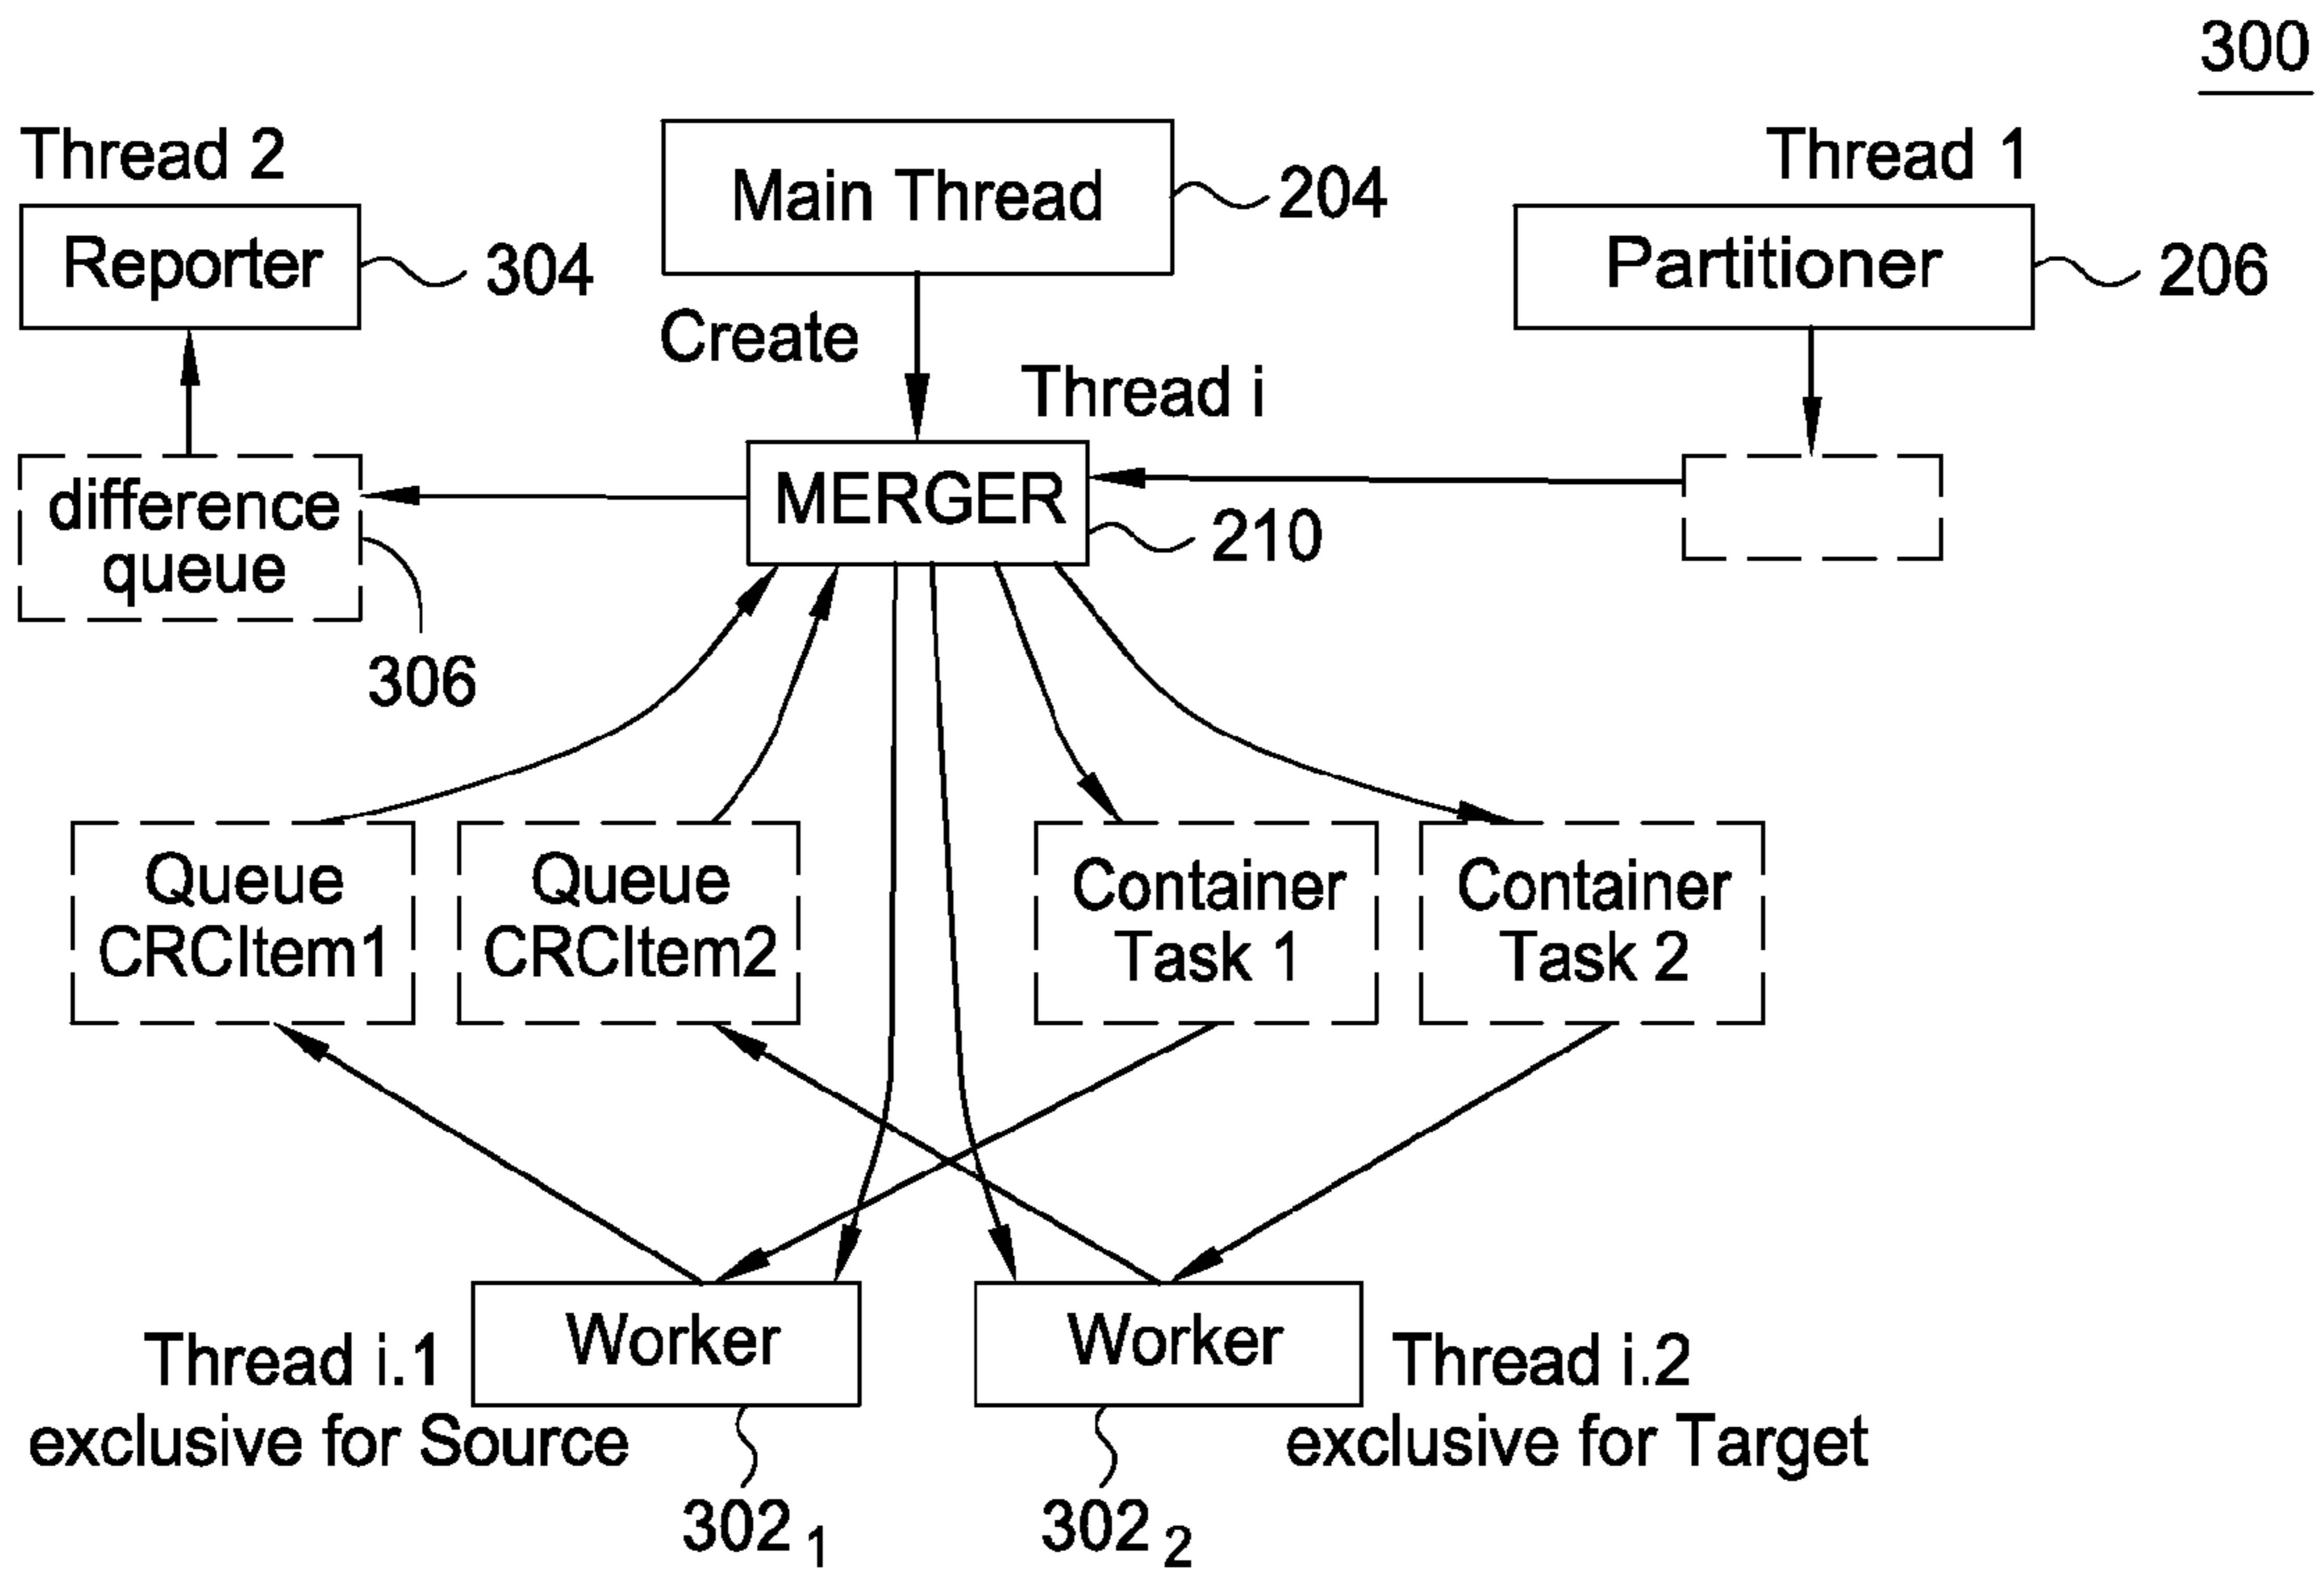 300
Thread 2
Main Thread
204
Thread 1
Reporter
304
Partitioner
206
Create
Thread i
difference
queue
306
MERGER
210
Queue
CRCItem1
Queue
CRCItem2
Container
Task 1
Container
Task 2
Thread i.1
exclusive for Source
Worker
302 1
Worker
302 2
Thread i.2
exclusive for Target